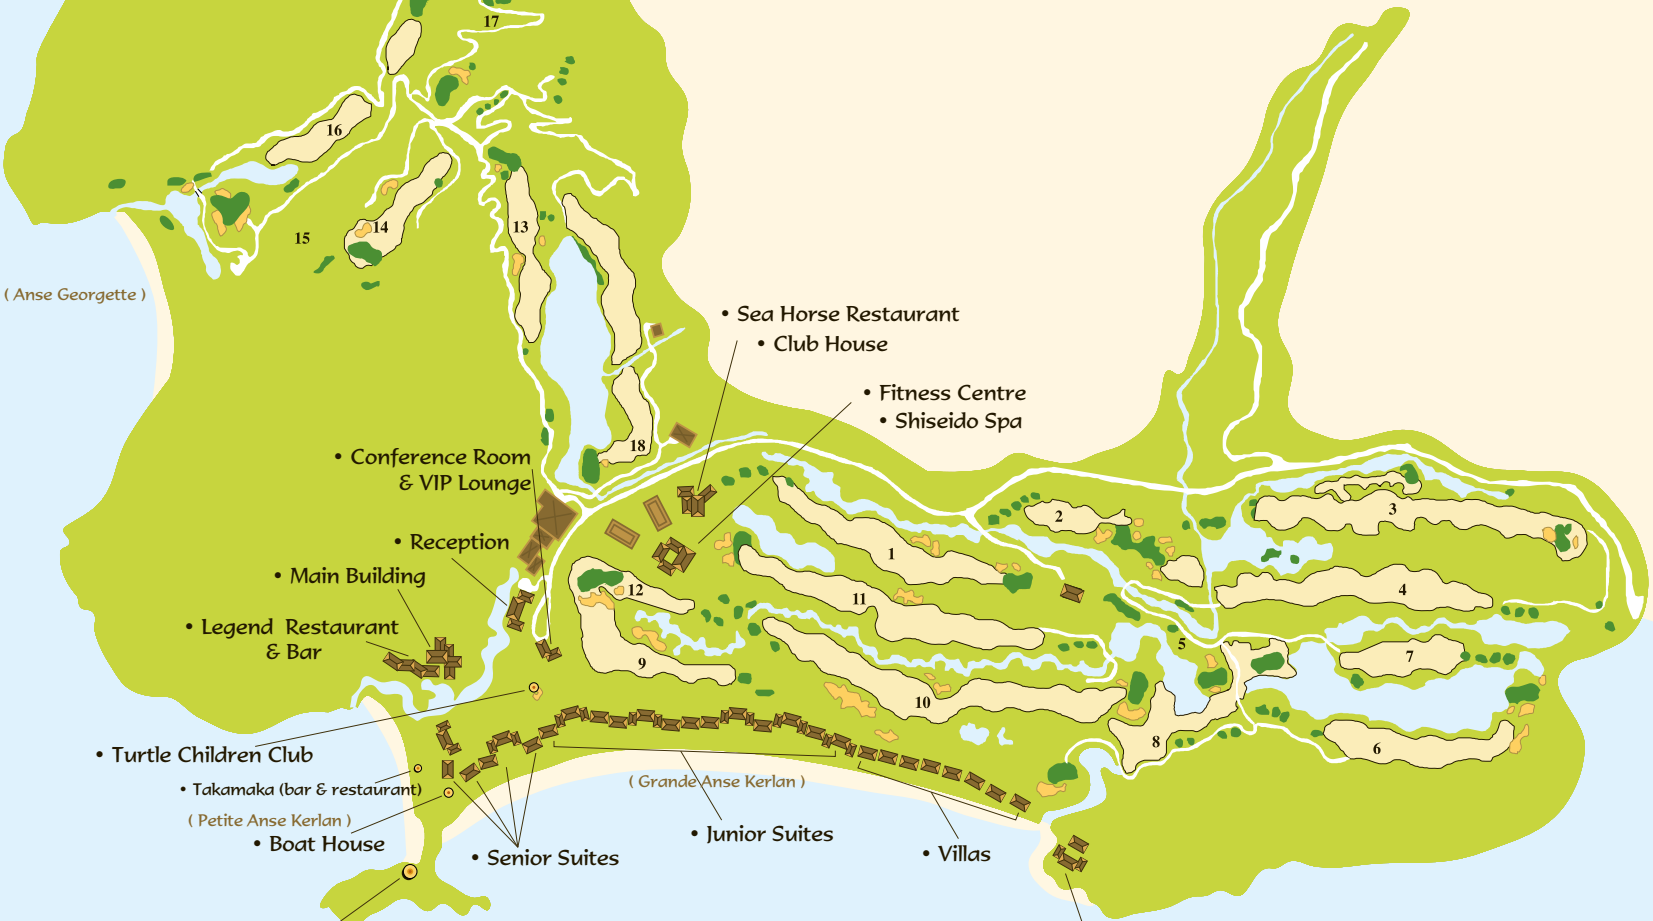 17
16
15
14
13
( Anse Georgette )
• Sea Horse Restaurant
• Club House
• Fitness Centre
• Shiseido Spa
18
• Conference Room
& VIP Lounge
• Reception
• Main Building
• Legend Restaurant
& Bar
1
2
3
4
5
6
7
8
9
10
11
12
• Turtle Children Club
• Takamaka (bar & restaurant)
( Petite Anse Kerlan )
• Boat House
• Senior Suites
( Grande Anse Kerlan )
• Junior Suites
• Villas